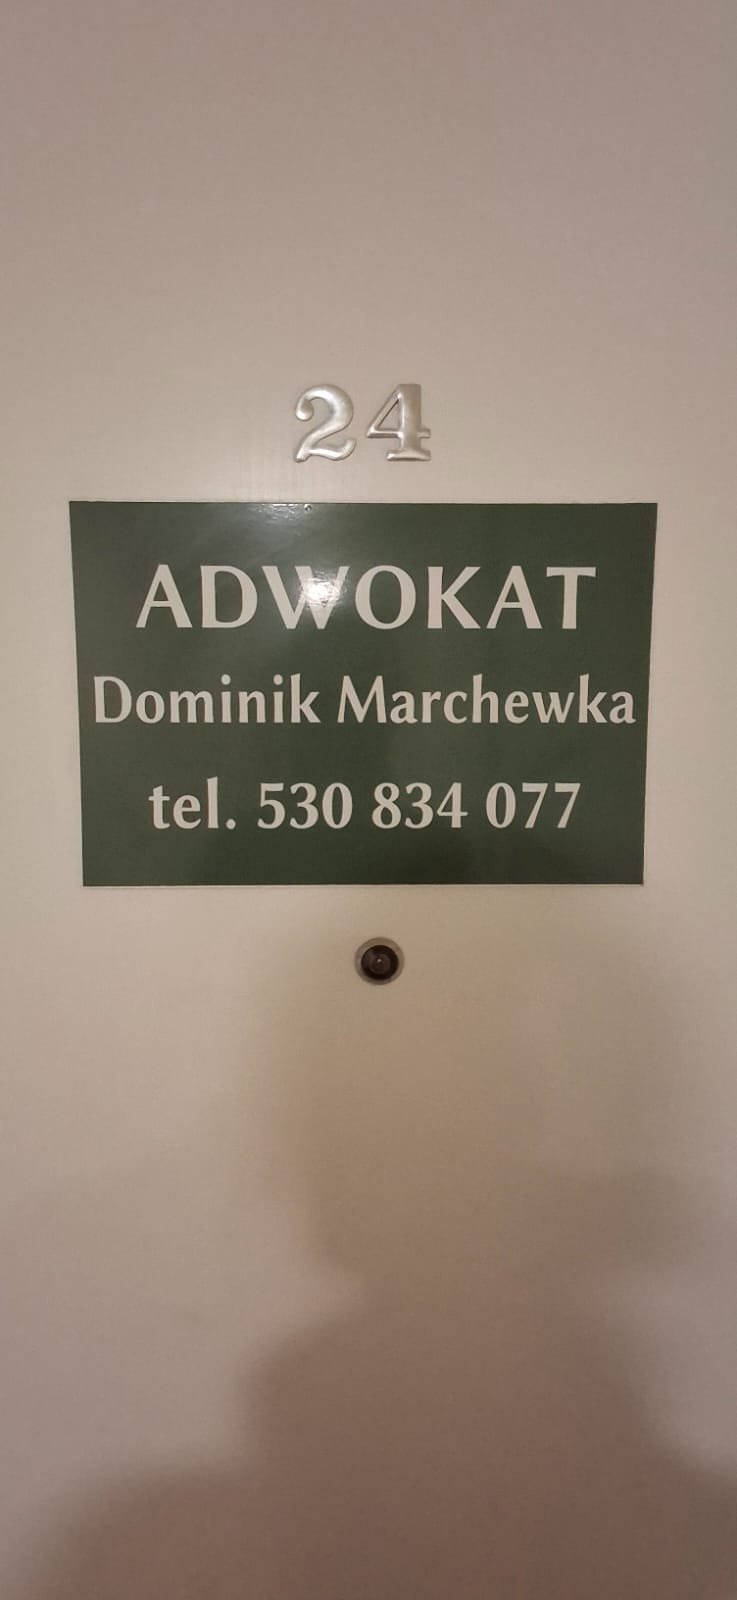 24
ADWOKAT
Dominik Marchewka
tel. 530 834 077